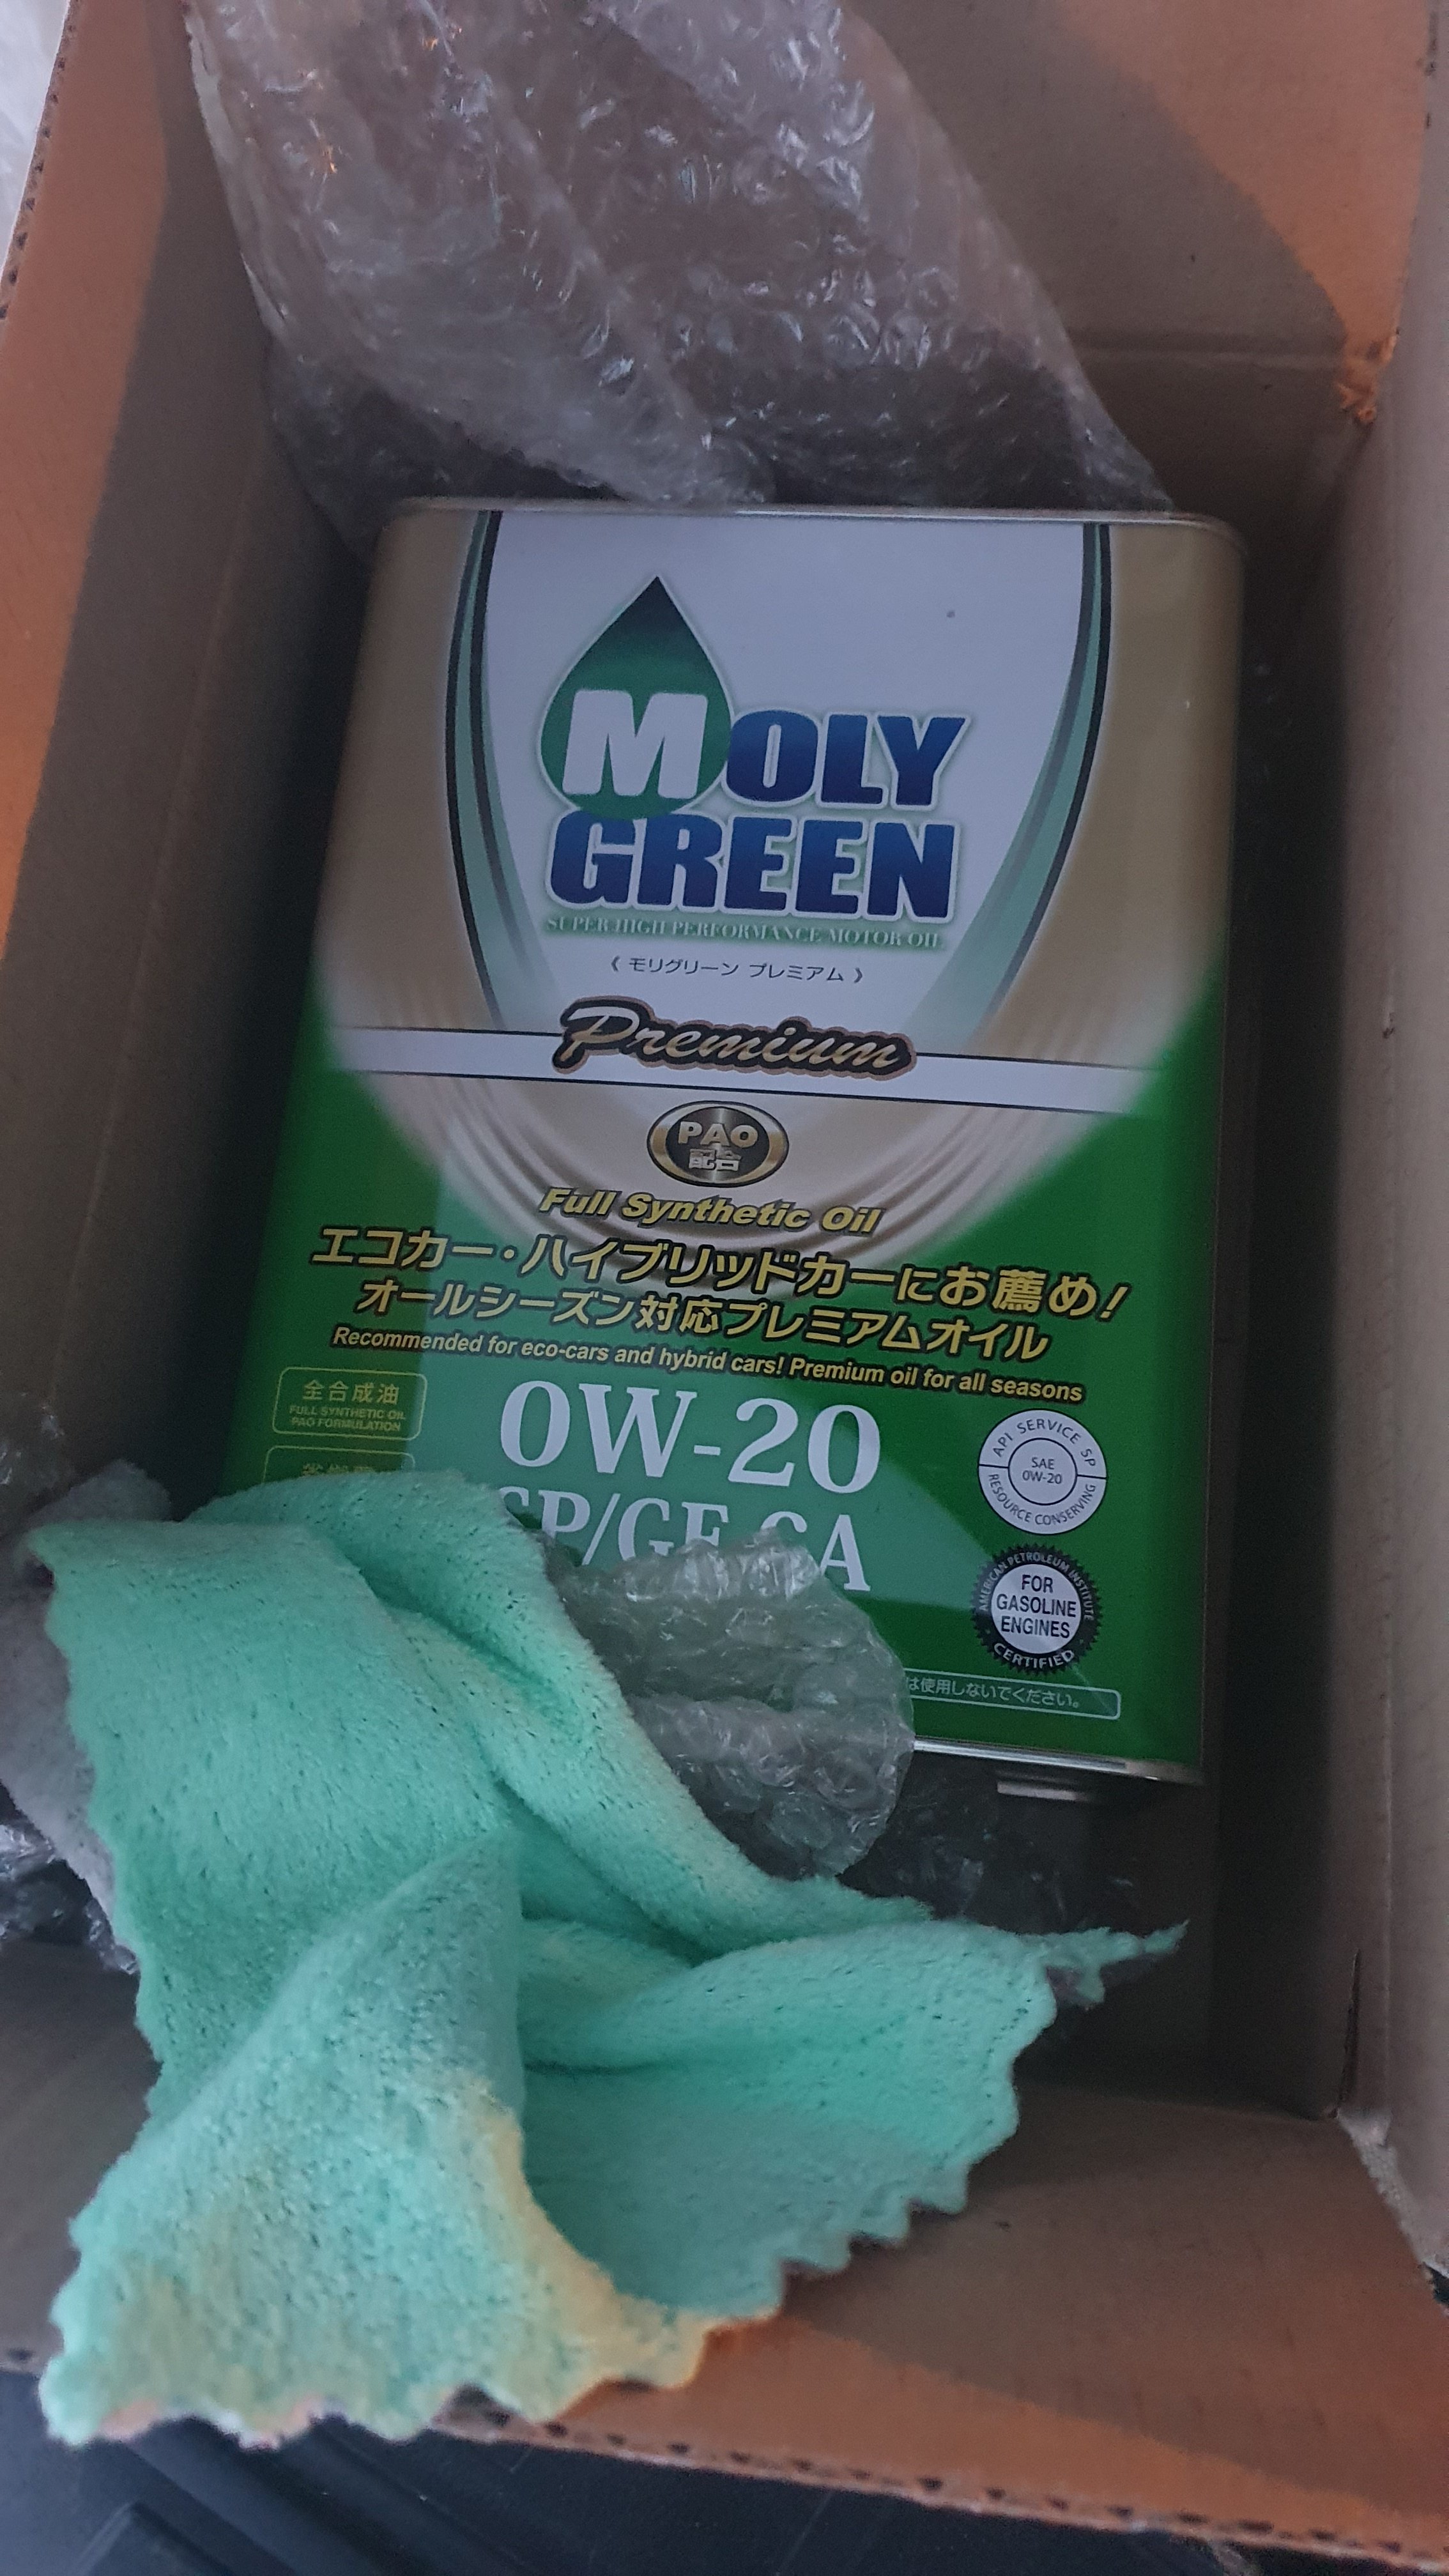 MOLY
GREEN
SUPER HIGH PERFORMANCE MOTOR OIL
《 モリグリーン プレミアム 》
Premium
PAO
配合
Full Synthetic Oil
エコカー・ハイブリッドカーにお薦め!
オールシーズン対応プレミアムオイル
Recommended for eco-cars and hybrid cars! Premium oil for all seasons
全合成油
FULL SYNTHETIC OIL
PAO FORMULATION
0W-20
SP/GF-6A
API SERVICE SP
SAE
0W-20
RESOURCE CONSERVING
AMERICAN PETROLEUM INSTITUTE
FOR
GASOLINE
ENGINES
CERTIFIED
は使用しないでください。